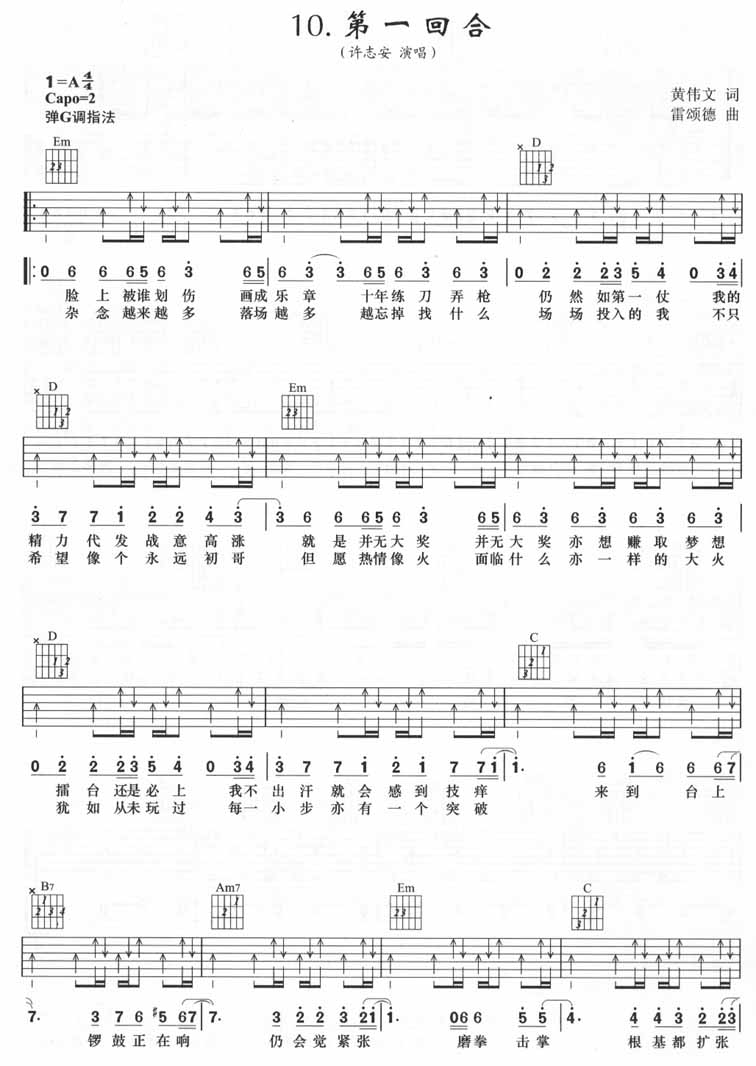 10. 第一回合
(许志安 演唱)
1=A 4/4
Capo=2
弹G调指法
黄伟文 词
雷颂德 曲
Em D
0 6 6 65 6 3 65 6 3 3 6 65 6 3 0 2 2 23 5 4 0 34
脸上被谁划伤 画成乐章 十年练刀弄枪 仍然如第一仗 我的
杂念越来越多 落场越多 越忘掉找什么 场场投入的我 不只
D Em
3 7 1 2 2 4 3 3 6 6 65 6 3 65 6 3 6 6 6 3
精力代发战意高涨 就是并无大奖 并无大奖亦想赚取梦想
希望像个永远初哥 但愿热情像火 面临什么亦一样的大火
D C
0 2 2 23 5 4 0 34 3 7 7 1 2 2 71 1. 6 1 6 67
擂台还是必上 我不出汗就会感到技痒 来到台上
犹如从未玩过 每一小步亦有一个突破
B7 Am7 Em C
7. 3 7 6 #5 67 7. 3 2 2 3 21 1. 06 6 5 5 4. 4 4 3 2 23
锣鼓正在响 仍会觉紧张 磨拳击掌 根基都扩张